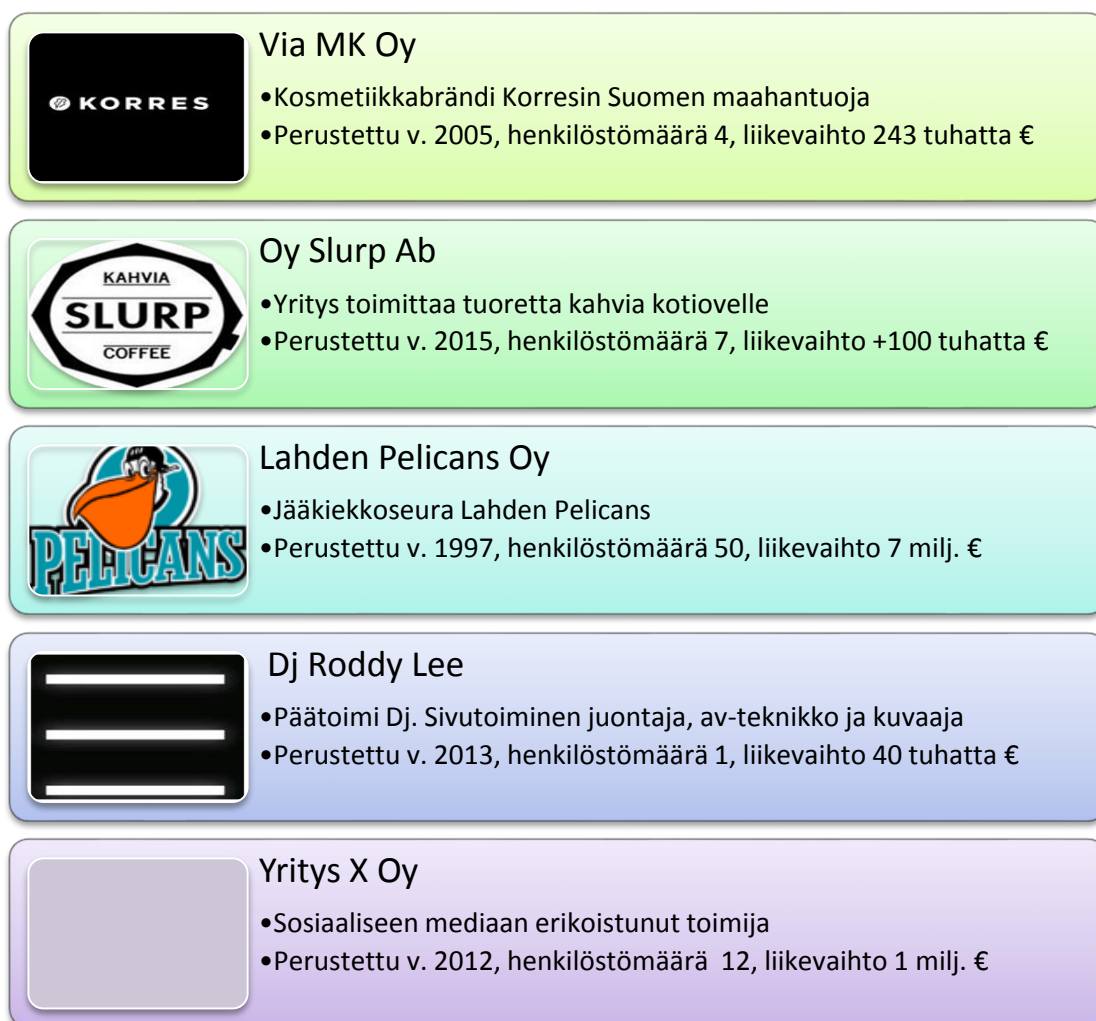 KORRES
Via MK Oy
•Kosmetiikkabrändi Korresin Suomen maahantuoja
•Perustettu v. 2005, henkilöstömäärä 4, liikevaihto 243 tuhatta €
KAHVIA
SLURP
COFFEE
Oy Slurp Ab
•Yritys toimittaa tuoretta kahvia kotiovelle
•Perustettu v. 2015, henkilöstömäärä 7, liikevaihto +100 tuhatta €
PELICANS
Lahden Pelicans Oy
•Jääkiekkoseura Lahden Pelicans
•Perustettu v. 1997, henkilöstömäärä 50, liikevaihto 7 milj. €
Dj Roddy Lee
•Päätoimi Dj. Sivutoiminen juontaja, av-teknikko ja kuvaaja
•Perustettu v. 2013, henkilöstömäärä 1, liikevaihto 40 tuhatta €
Yritys X Oy
•Sosiaaliseen mediaan erikoistunut toimija
•Perustettu v. 2012, henkilöstömäärä 12, liikevaihto 1 milj. €